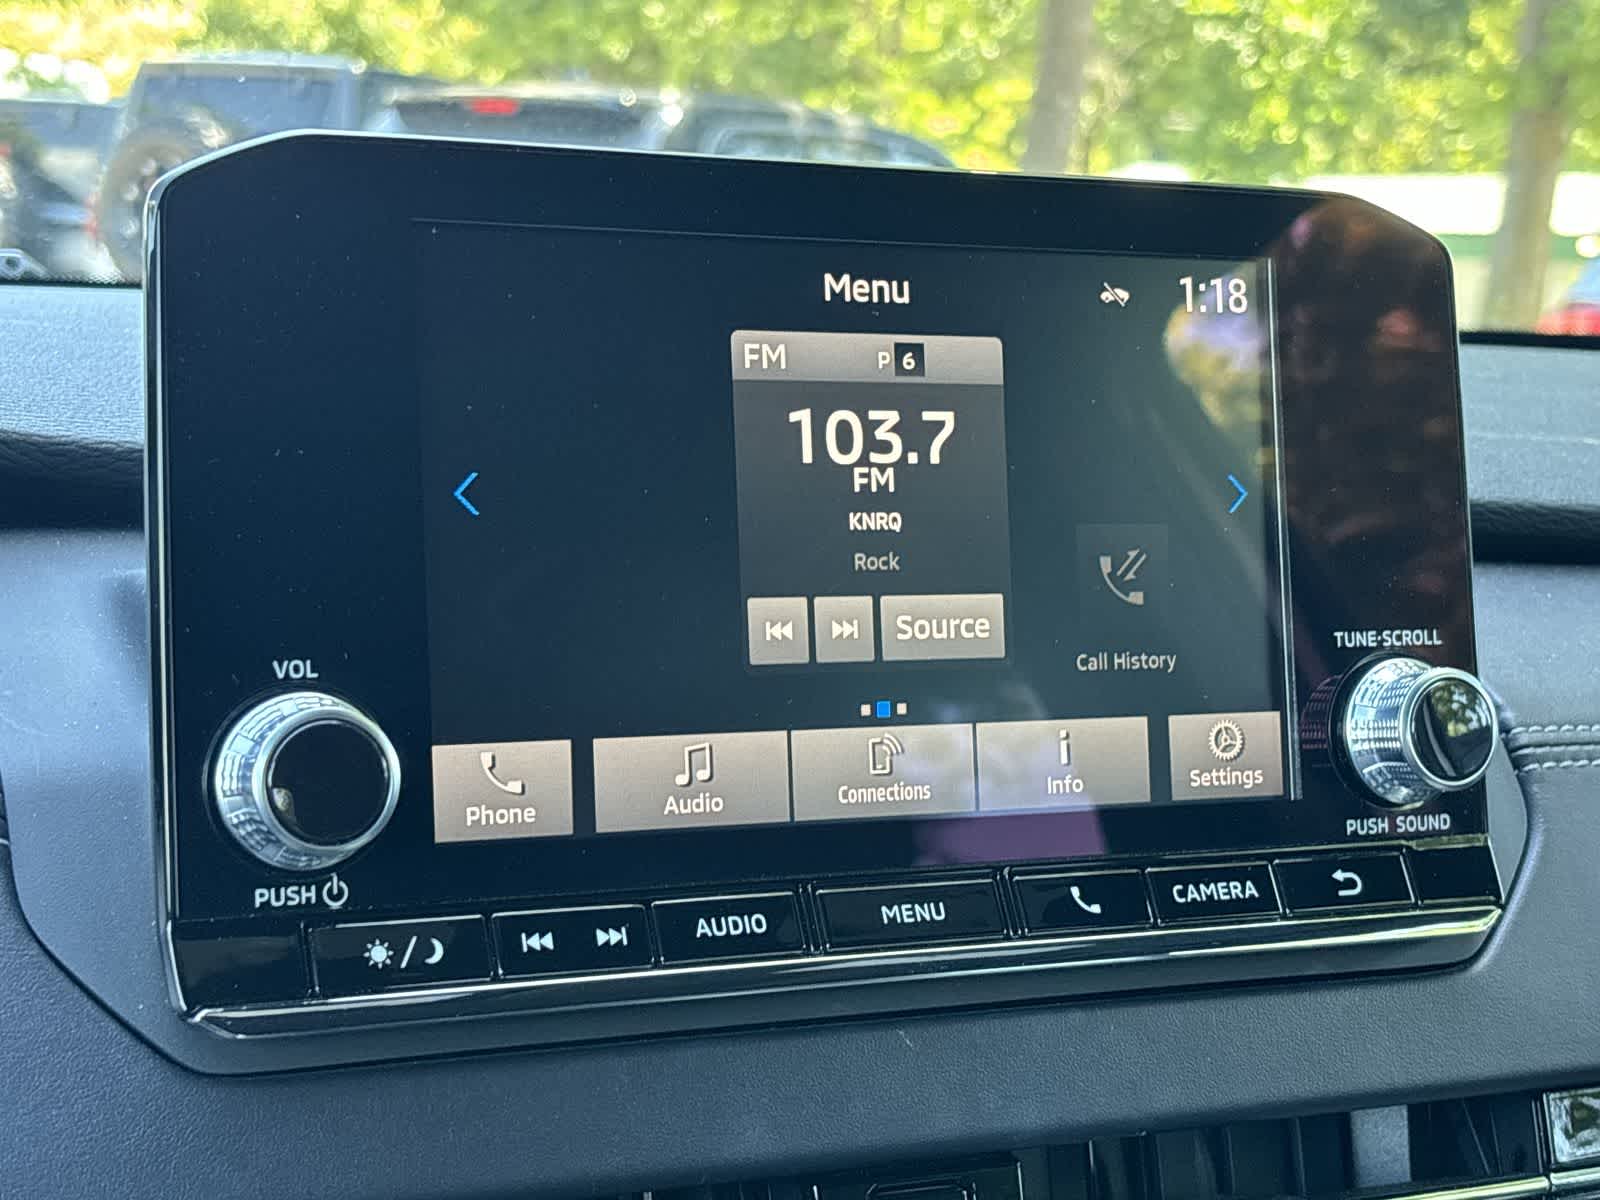 Menu
1:18
FM P 6
103.7
FM
KNRQ
Rock
Source
Call History
Phone
Audio
Connections
Info
Settings
VOL
PUSH
TUNE·SCROLL
PUSH SOUND
AUDIO
MENU
CAMERA